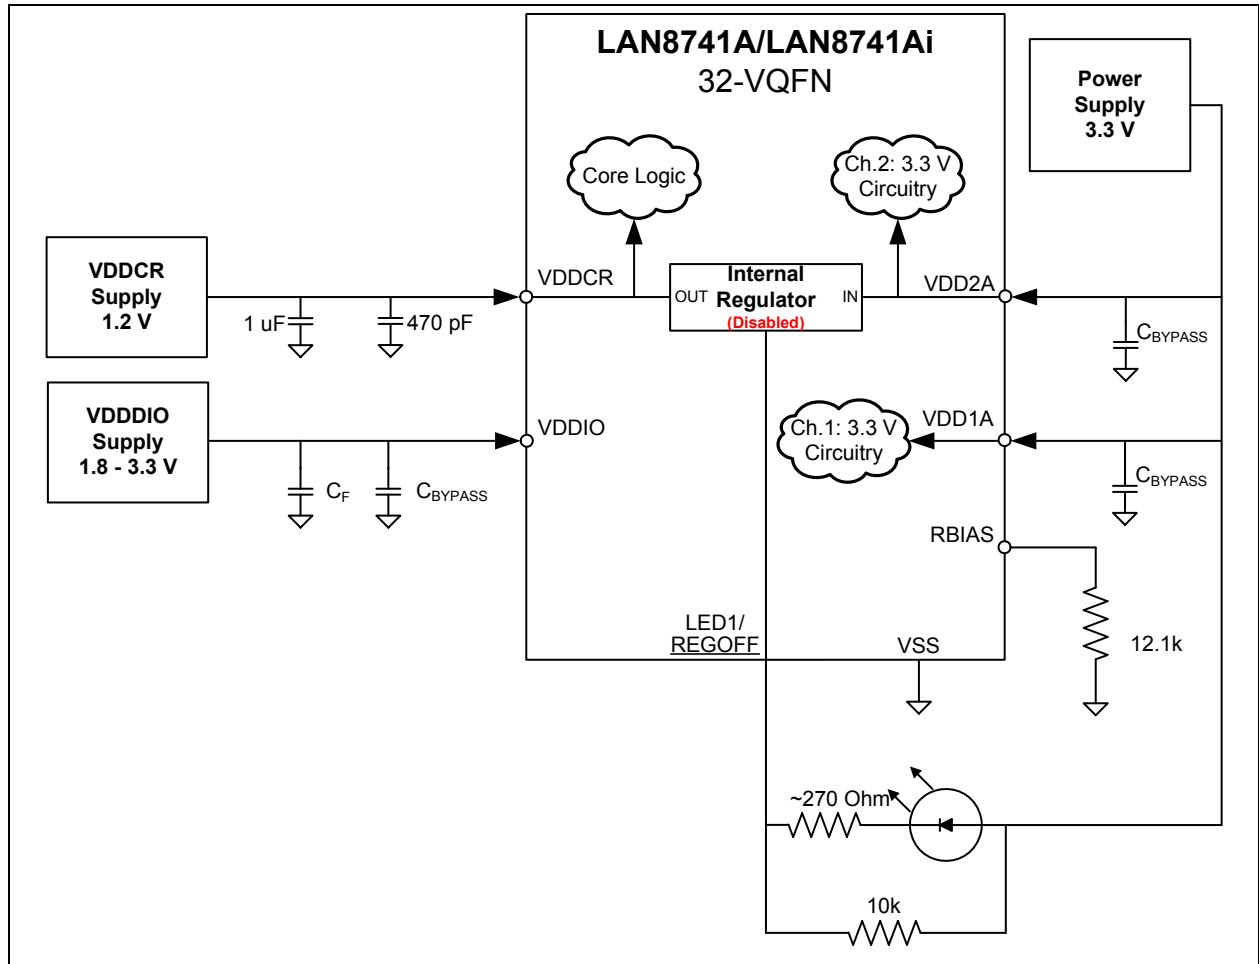 LAN8741A/LAN8741Ai
32-VQFN
Power
Supply
3.3 V
Core Logic
Ch.2: 3.3 V
Circuitry
VDDCR
Supply
1.2 V
1 uF
470 pF
VDDCR
OUT
Internal
Regulator
(Disabled)
IN
VDD2A
CBYPASS
VDDDIO
Supply
1.8 - 3.3 V
CF
CBYPASS
VDDIO
Ch.1: 3.3 V
Circuitry
VDD1A
CBYPASS
RBIAS
12.1k
LED1/
REGOFF
VSS
~270 Ohm
10k